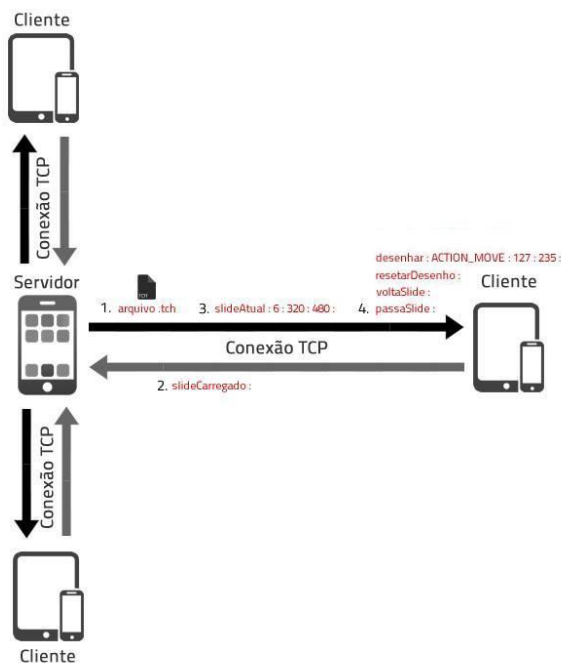 Cliente
Conexão TCP
Servidor
desenhar : ACTION_MOVE : 127 : 235 :
resetarDesenho :
voltaSlide :
TCH
1. arquivo .tch 3. slideAtual : 6 : 320 : 480 : 4. passaSlide :
Cliente
Conexão TCP
2. slideCarregado :
Conexão TCP
Cliente